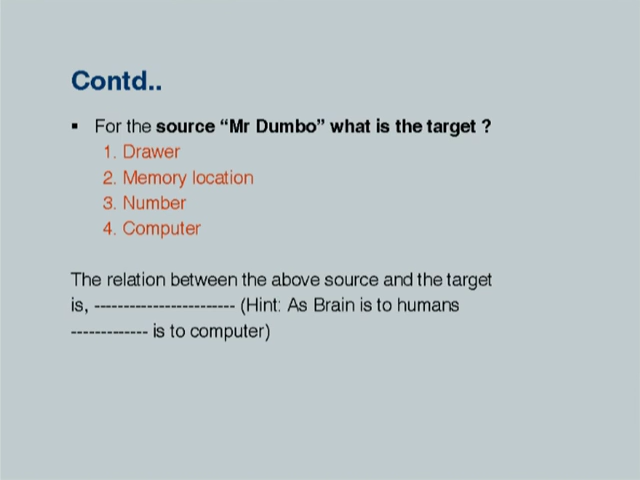 Contd..
▪ For the source “Mr Dumbo” what is the target ?
1. Drawer
2. Memory location
3. Number
4. Computer
The relation between the above source and the target
is, ------------------------ (Hint: As Brain is to humans
------------- is to computer)